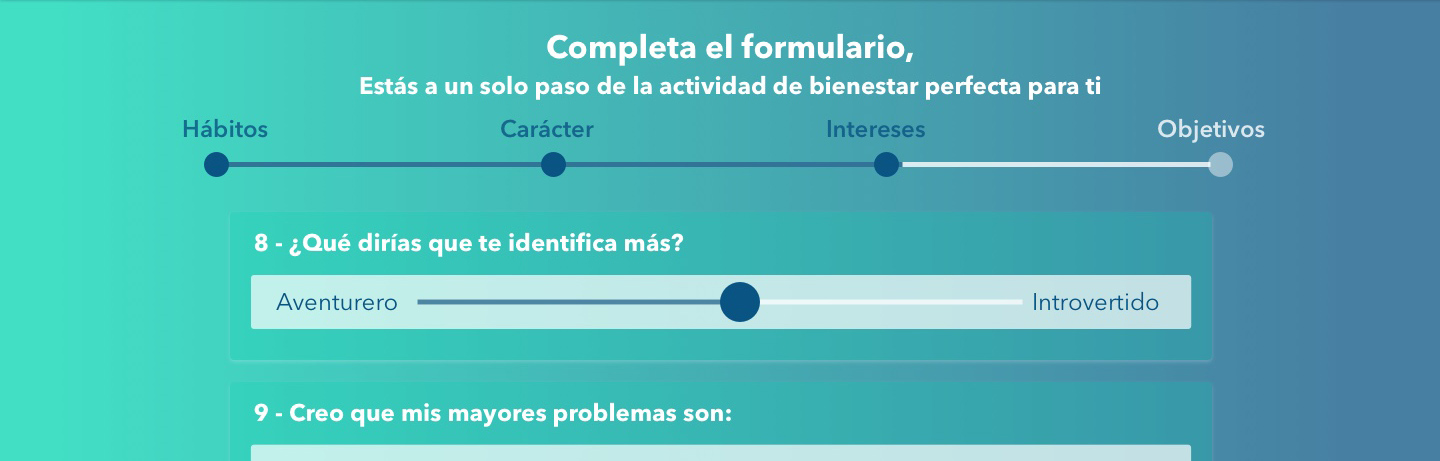 Completa el formulario,
Estás a un solo paso de la actividad de bienestar perfecta para ti
Hábitos Carácter Intereses Objetivos
8 - ¿Qué dirías que te identifica más?
Aventurero Introvertido
9 - Creo que mis mayores problemas son: